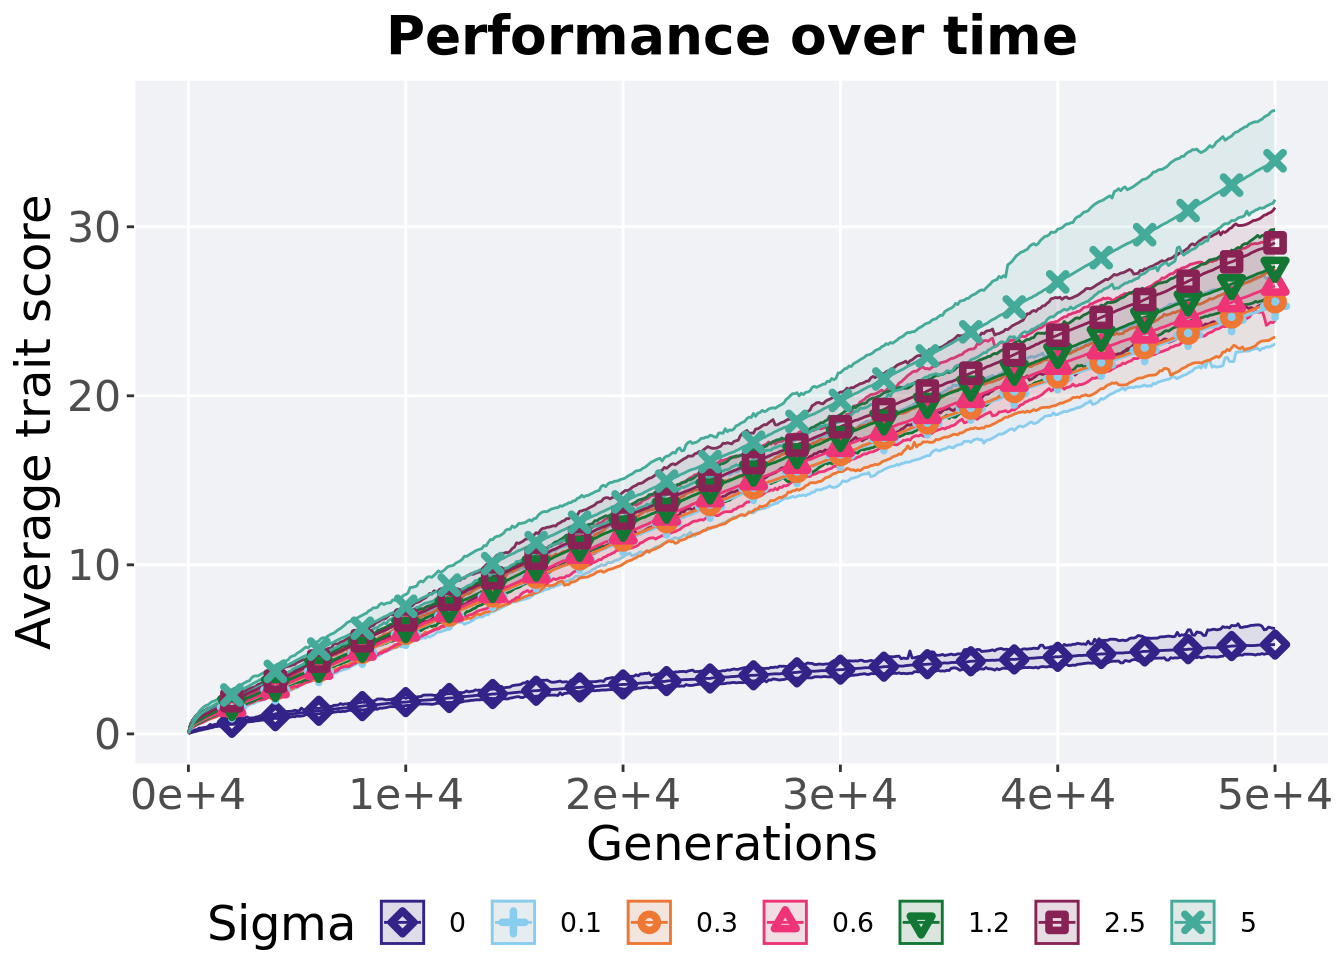 Performance over time
Average trait score
30
20
10
0
0e+4 1e+4 2e+4 3e+4 4e+4 5e+4
Generations
Sigma 0 0.1 0.3 0.6 1.2 2.5 5